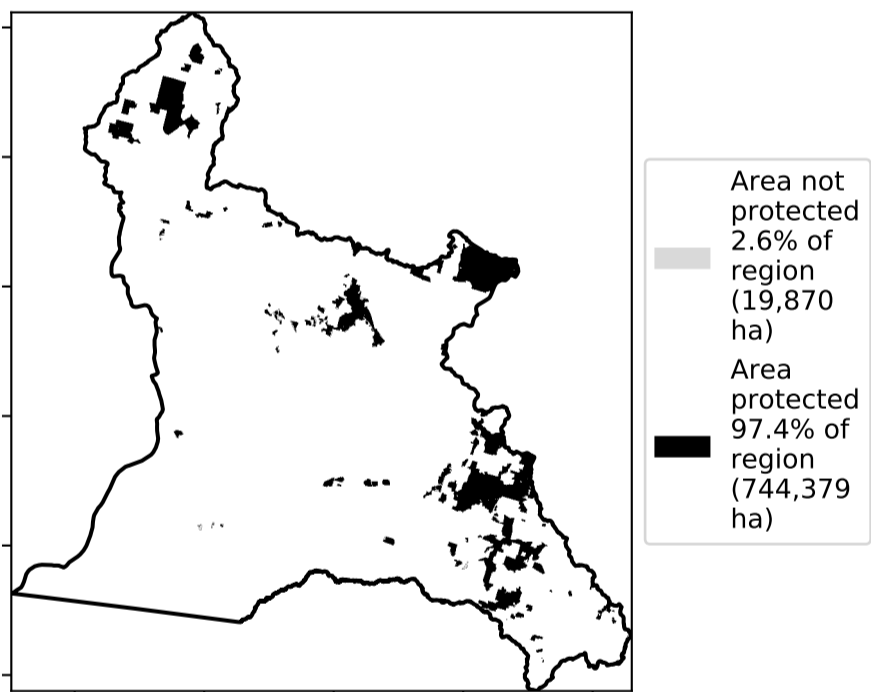 Area not
protected
2.6% of
region
(19,870
ha)
Area
protected
97.4% of
region
(744,379
ha)